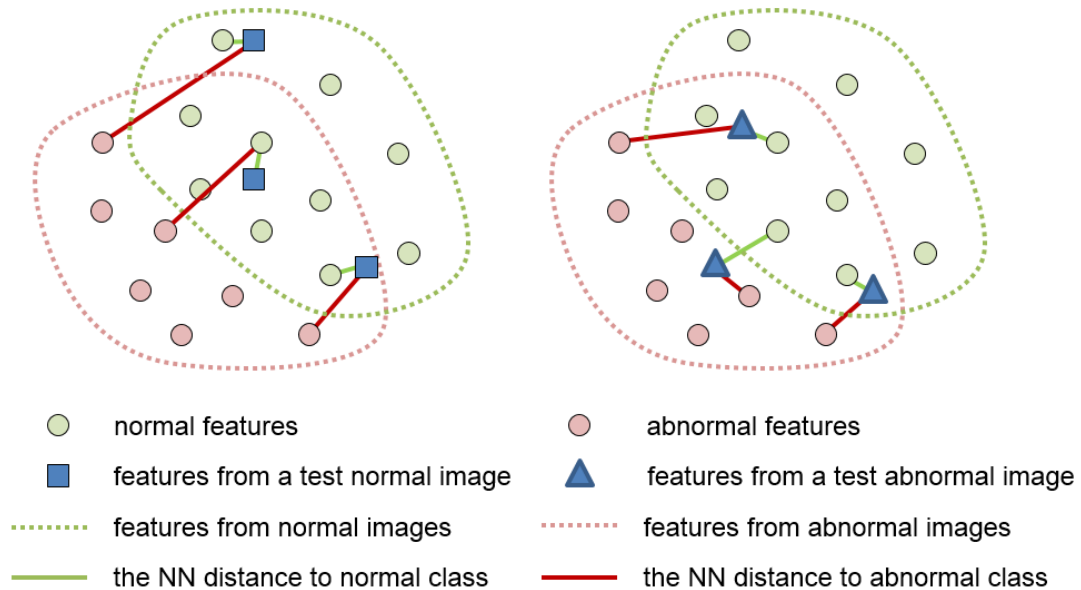 normal features
abnormal features
features from a test normal image
features from a test abnormal image
features from normal images
features from abnormal images
the NN distance to normal class
the NN distance to abnormal class